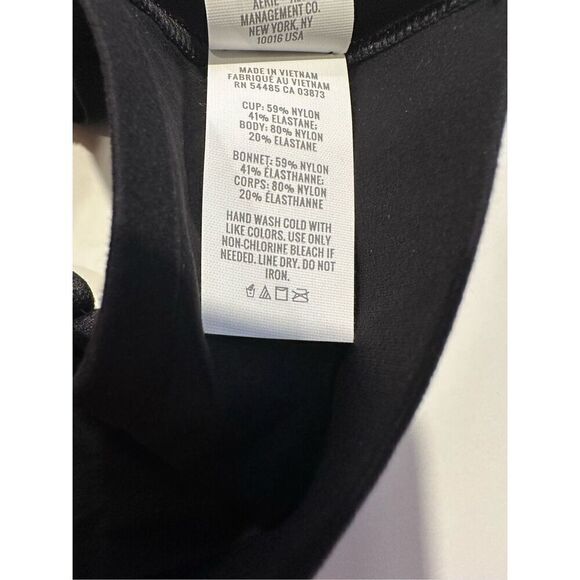 AERIE
MANAGEMENT CO.
NEW YORK, NY
10016 USA
MADE IN VIETNAM
FABRIQUÉ AU VIETNAM
RN 54485 CA 03873
CUP: 59% NYLON
41% ELASTANE;
BODY: 80% NYLON
20% ELASTANE
BONNET: 59% NYLON
41% ÉLASTHANNE;
CORPS: 80% NYLON
20% ÉLASTHANNE
HAND WASH COLD WITH
LIKE COLORS. USE ONLY
NON-CHLORINE BLEACH IF
NEEDED. LINE DRY. DO NOT
IRON.